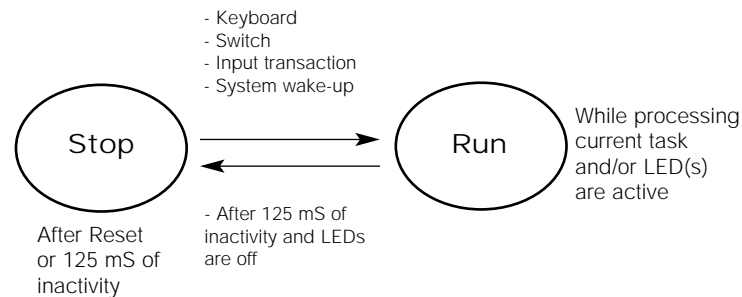 - Keyboard
- Switch
- Input transaction
- System wake-up
Stop
Run
While processing
current task
and/or LED(s)
are active
After Reset
or 125 mS of
inactivity
- After 125 mS of
inactivity and LEDs
are off